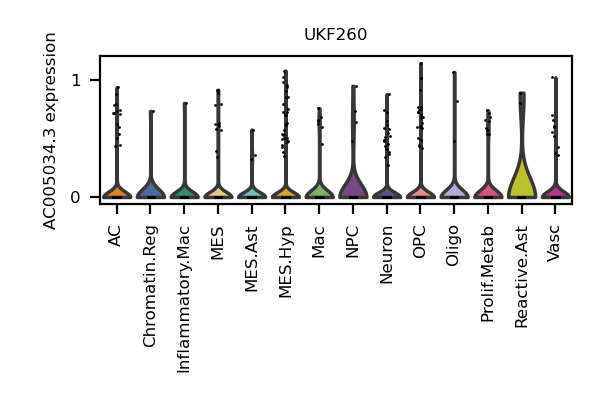 UKF260
AC005034.3 expression
1
0
AC
Chromatin.Reg
Inflammatory.Mac
MES
MES.Ast
MES.Hyp
Mac
NPC
Neuron
OPC
Oligo
Prolif.Metab
Reactive.Ast
Vasc